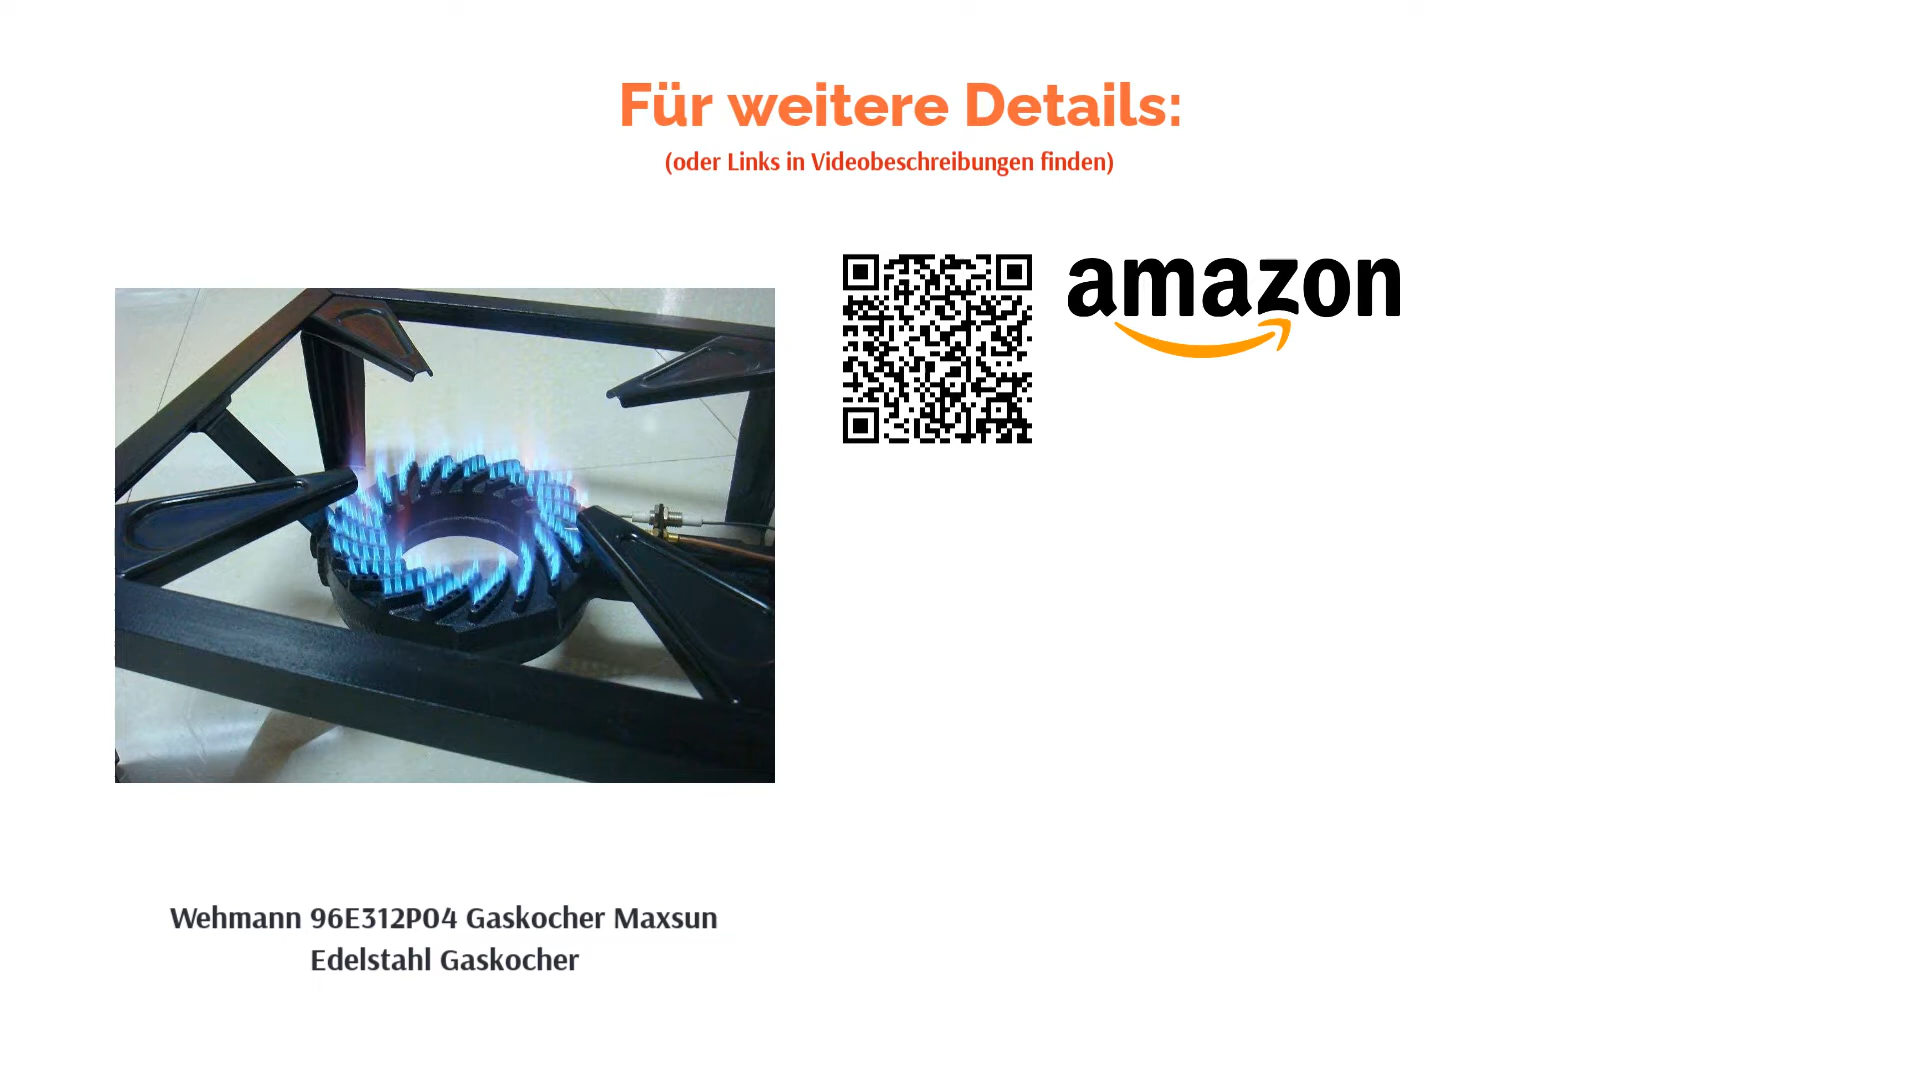 Für weitere Details:
(oder Links in Videobeschreibungen finden)
amazon
Wehmann 96E312P04 Gaskocher Maxsun
Edelstahl Gaskocher